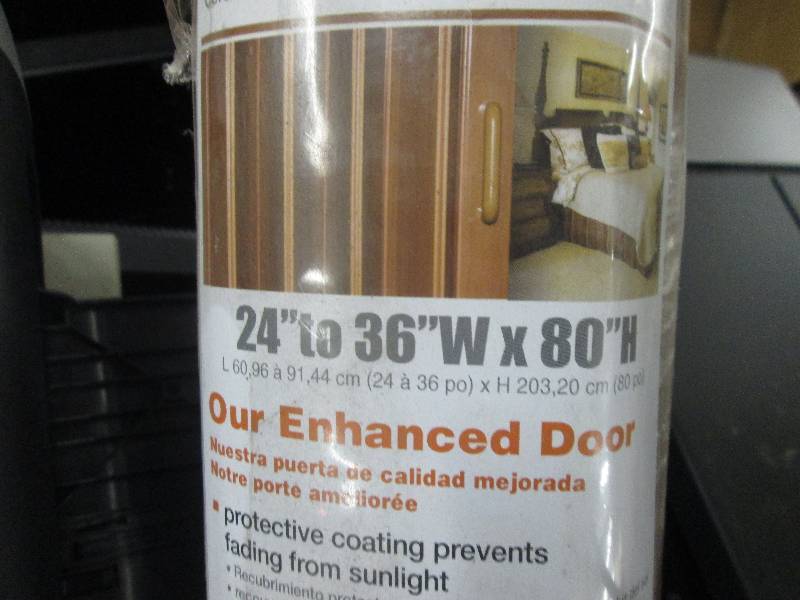 24"to 36"W x 80"H
L 60,96 à 91,44 cm (24 à 36 po) x H 203,20 cm (80 po)
Our Enhanced Door
Nuestra puerta de calidad mejorada
Notre porte améliorée
▪ protective coating prevents
fading from sunlight
• Recubrimiento
•